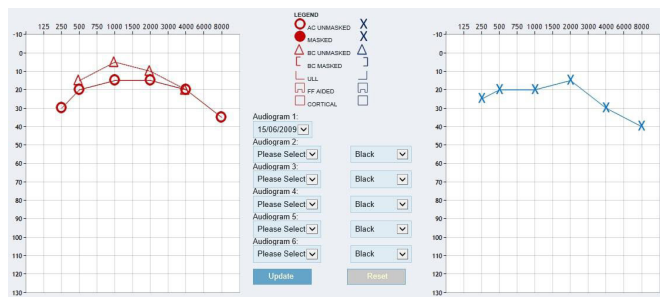 LEGEND
AC UNMASKED
MASKED
BC UNMASKED
BC MASKED
ULL
FF AIDED
CORTICAL
125 250 500 1000 1500 2000 3000 4000 8000
-10
0
10
20
30
40
50
60
70
80
90
100
110
120
130
Audiogram 1:
15/06/2009
Audiogram 2:
Please Select Black
Audiogram 3:
Please Select Black
Audiogram 4:
Please Select Black
Audiogram 5:
Please Select Black
Audiogram 6:
Please Select Black
Update Reset
125 250 500 1000 1500 2000 3000 4000 8000
-10
0
10
20
30
40
50
60
70
80
90
100
110
120
130